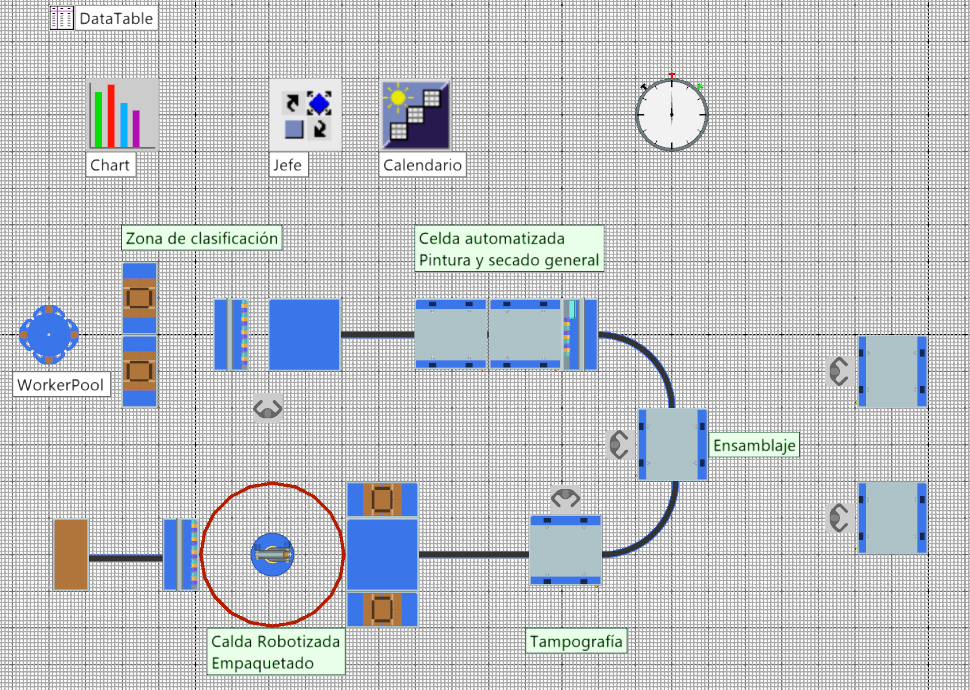 DataTable
Chart
Jefe
Calendario
Zona de clasificación
Celda automatizada
Pintura y secado general
WorkerPool
Ensamblaje
Calda Robotizada
Empaquetado
Tampografía